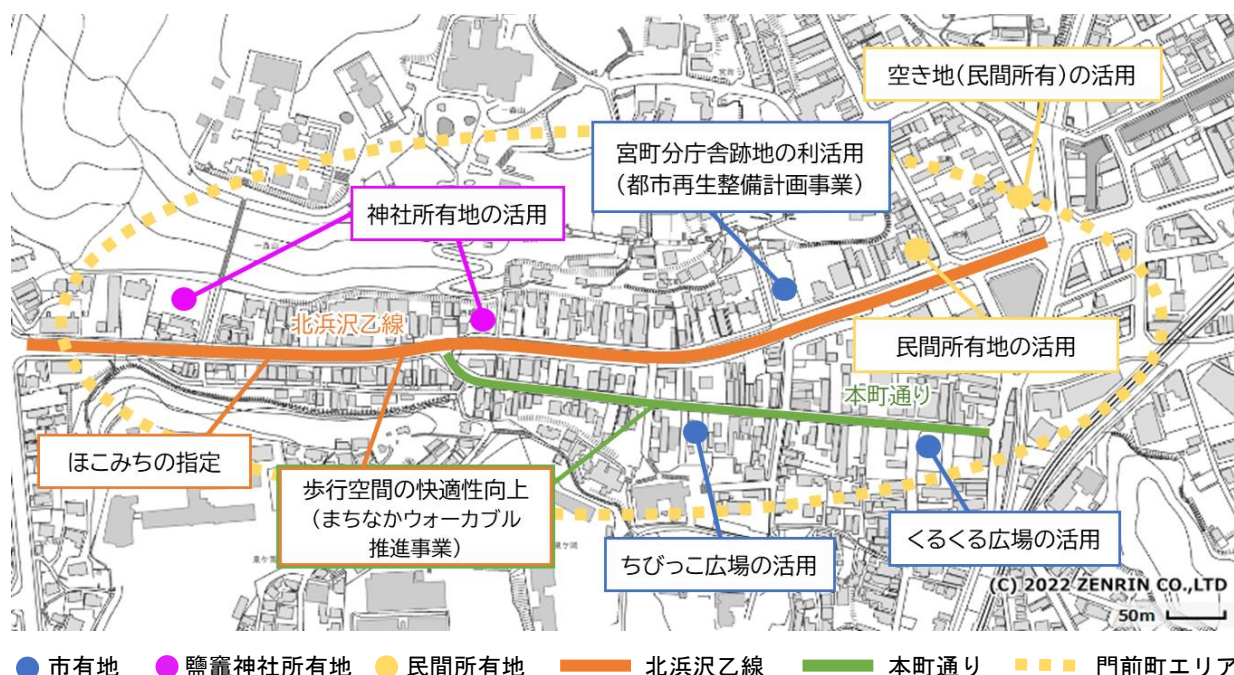 空き地（民間所有）の活用
宮町分庁舎跡地の利活用
（都市再生整備計画事業）
神社所有地の活用
一森山
一森山
北浜沢乙線
民間所有地の活用
本町通り
ほこみちの指定
歩行空間の快適性向上
（まちなかウォーカブル
推進事業）
ちびっこ広場の活用
くるくる広場の活用
(C) 2022 ZENRIN CO.,LTD
50m
市有地
鹽竈神社所有地
民間所有地
北浜沢乙線
本町通り
門前町エリア